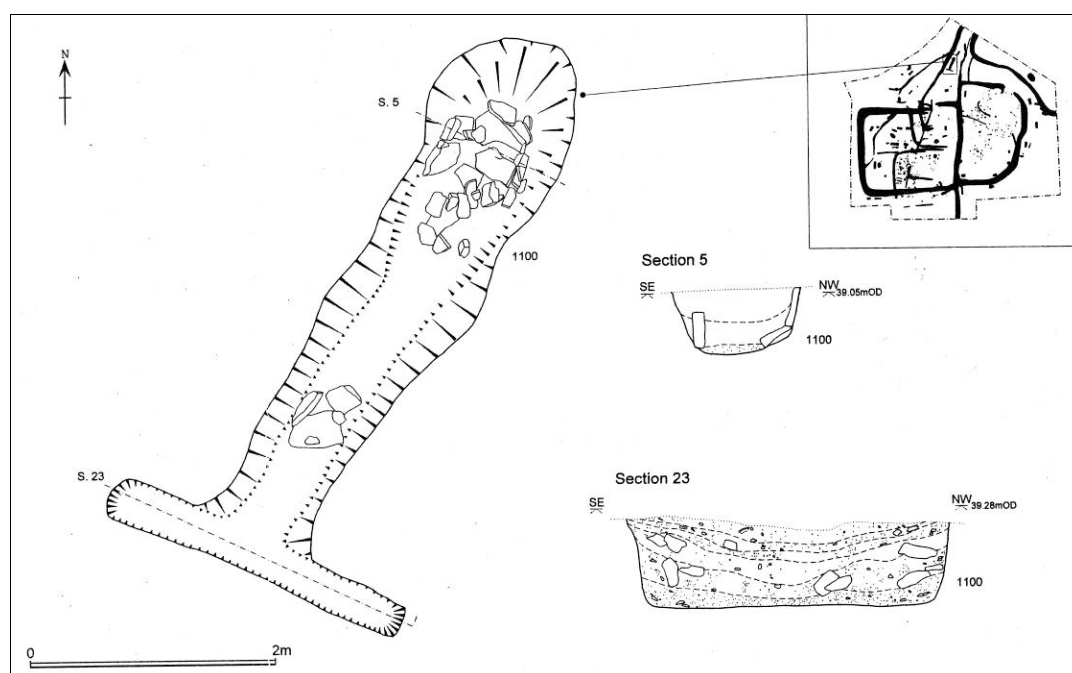 N
S. 5
1100
S. 23
0 2m
Section 5
SE NW
39.05mOD
1100
Section 23
SE NW
39.28mOD
1100